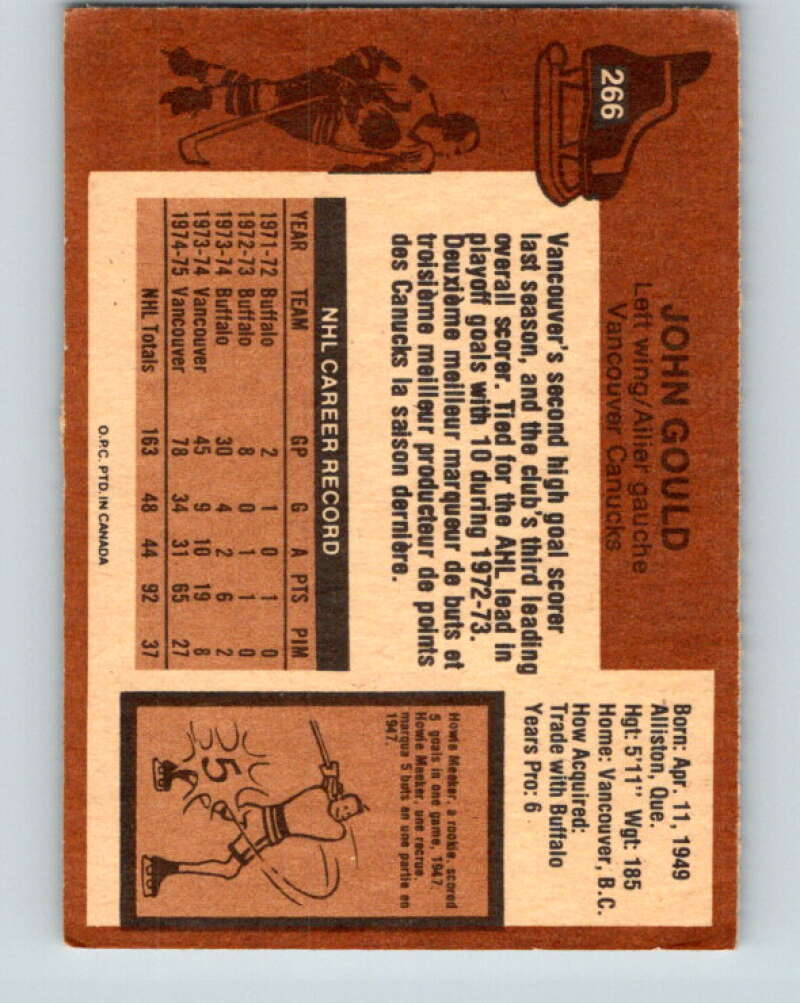 266
JOHN GOULD
Left wing/Ailier gauche
Vancouver Canucks
Born: Apr. 11, 1949
Alliston, Que.
Hgt: 5'11" Wgt: 185
Home: Vancouver, B.C.
How Acquired:
Trade with Buffalo
Years Pro: 6
Vancouver's second high goal scorer
last season, and the club's third leading
overall scorer. Tied for the AHL lead in
playoff goals with 10 during 1972-73.
Deuxième meilleur marqueur de buts et
troisième meilleur producteur de points
des Canucks la saison dernière.
NHL CAREER RECORD
YEAR TEAM GP G A PTS PIM
1971-72 Buffalo 2 1 0 1 0
1972-73 Buffalo 8 0 1 1 0
1973-74 Buffalo 30 4 2 6 2
1973-74 Vancouver 45 9 10 19 8
1974-75 Vancouver 78 34 31 65 27
NHL Totals 163 48 44 92 37
O.P.C. PTD. IN CANADA
Howie Meeker, a rookie, scored
5 goals in one game, 1947.
Howie Meeker, une recrue,
marqua 5 buts en une partie en
1947.
5